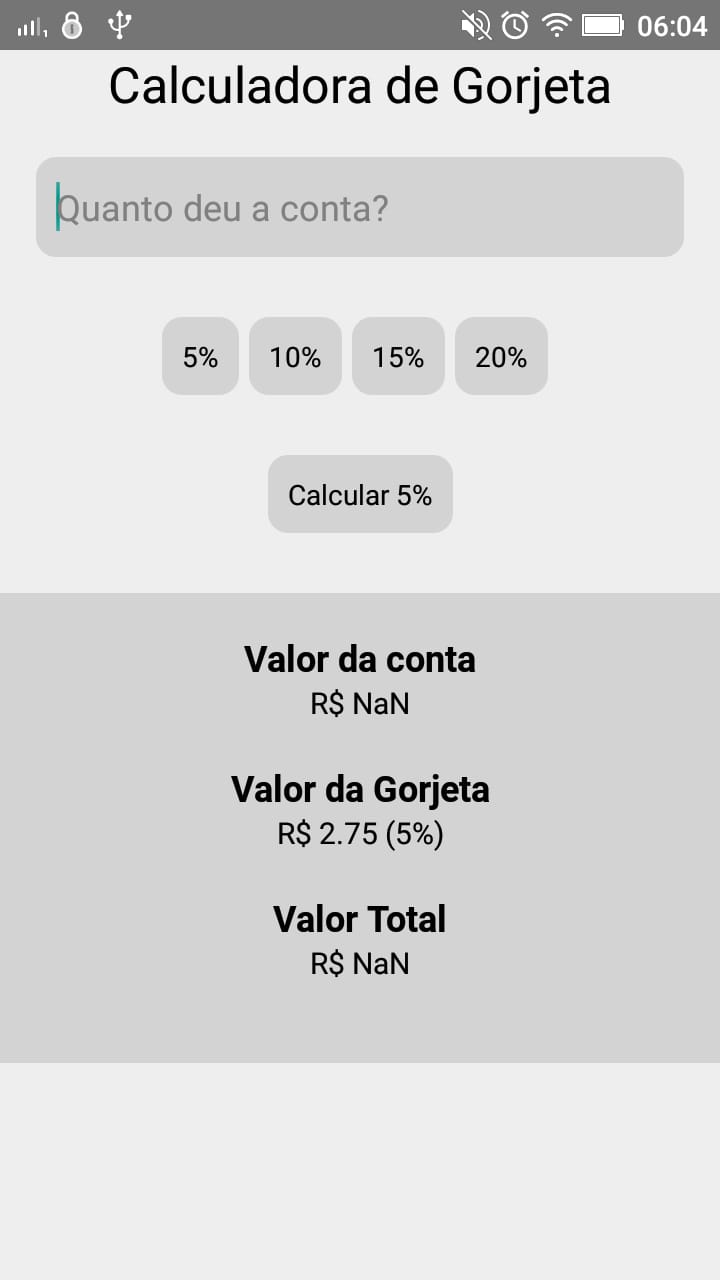 06:04
Calculadora de Gorjeta
Quanto deu a conta?
5% 10% 15% 20%
Calcular 5%
Valor da conta
R$ NaN
Valor da Gorjeta
R$ 2.75 (5%)
Valor Total
R$ NaN